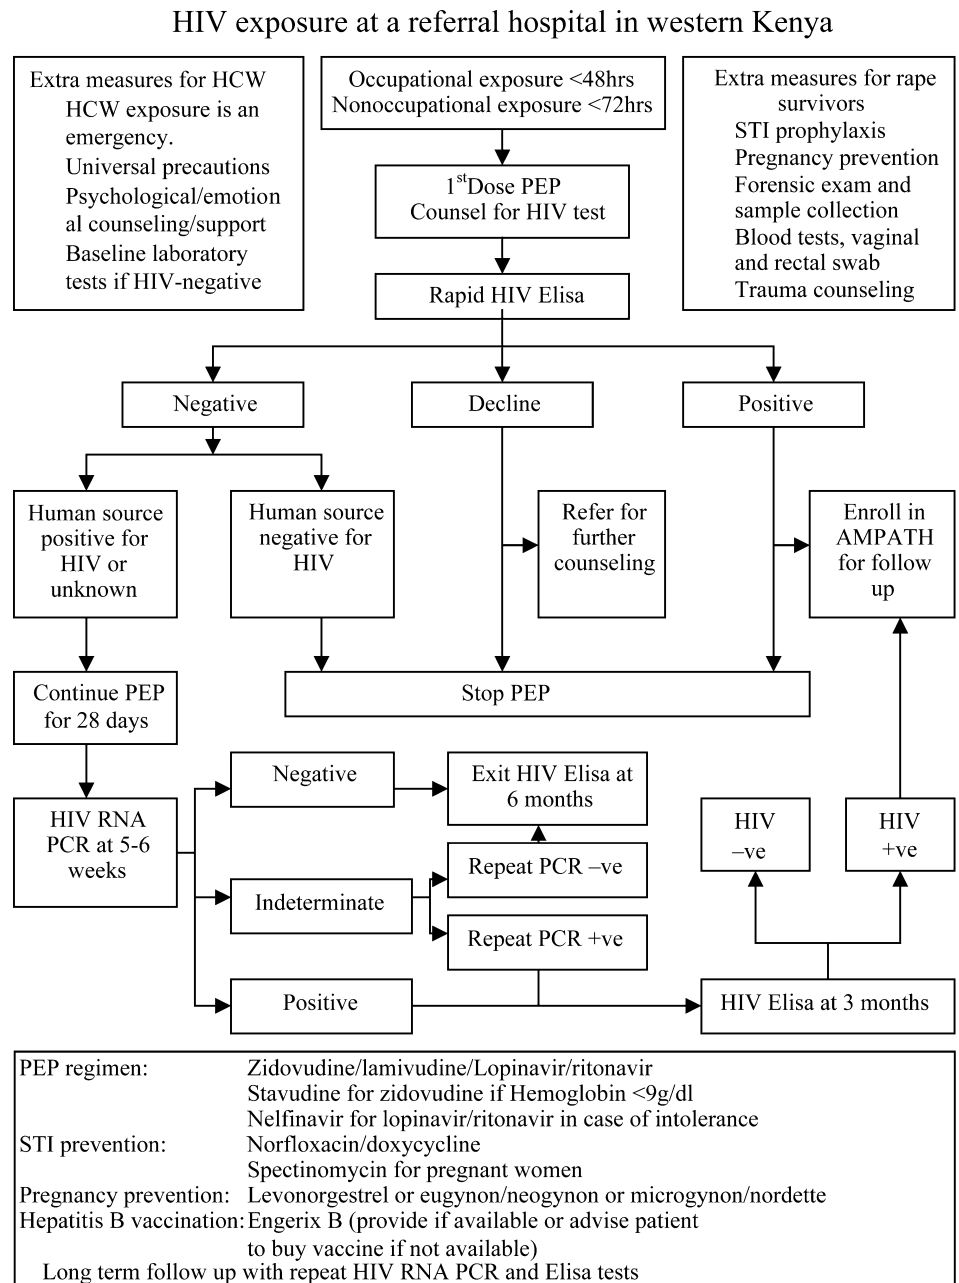 HIV exposure at a referral hospital in western Kenya
Extra measures for HCW
HCW exposure is an
emergency.
Universal precautions
Psychological/emotion
al counseling/support
Baseline laboratory
tests if HIV-negative
Occupational exposure <48hrs
Nonoccupational exposure <72hrs
Extra measures for rape
survivors
STI prophylaxis
Pregnancy prevention
Forensic exam and
sample collection
Blood tests, vaginal
and rectal swab
Trauma counseling
1stDose PEP
Counsel for HIV test
Rapid HIV Elisa
Negative
Decline
Positive
Human source
positive for
HIV or
unknown
Human source
negative for
HIV
Refer for
further
counseling
Enroll in
AMPATH
for follow
up
Continue PEP
for 28 days
Stop PEP
HIV RNA
PCR at 5-6
weeks
Negative
Exit HIV Elisa at
6 months
HIV
–ve
HIV
+ve
Indeterminate
Repeat PCR –ve
Repeat PCR +ve
Positive
HIV Elisa at 3 months
PEP regimen: Zidovudine/lamivudine/Lopinavir/ritonavir
Stavudine for zidovudine if Hemoglobin <9g/dl
Nelfinavir for lopinavir/ritonavir in case of intolerance
STI prevention: Norfloxacin/doxycycline
Spectinomycin for pregnant women
Pregnancy prevention: Levonorgestrel or eugynon/neogynon or microgynon/nordette
Hepatitis B vaccination: Engerix B (provide if available or advise patient
to buy vaccine if not available)
Long term follow up with repeat HIV RNA PCR and Elisa tests